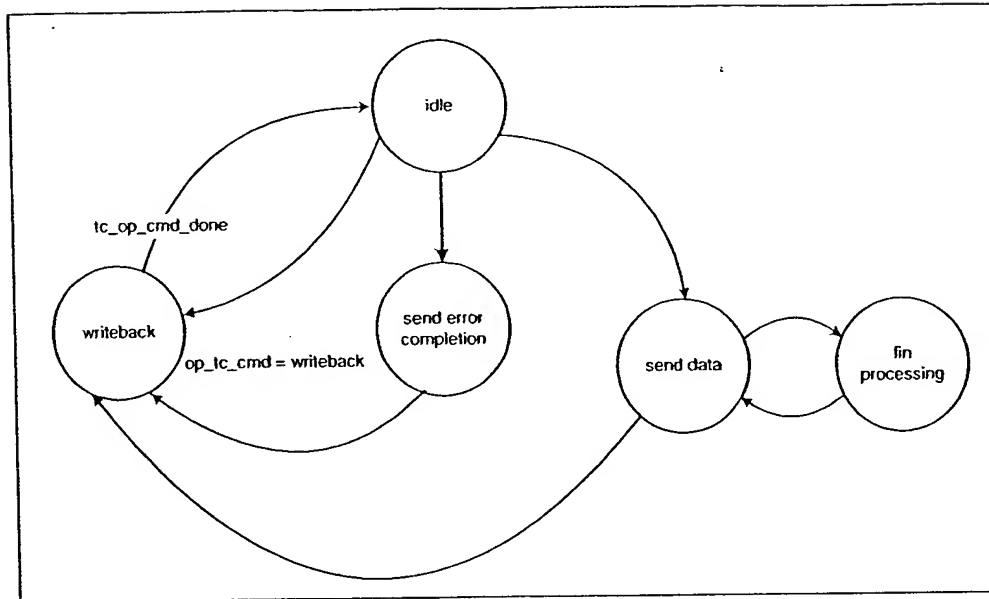 idle
tc_op_cmd_done
writeback
send error
completion
op_tc_cmd = writeback
send data
fin
processing